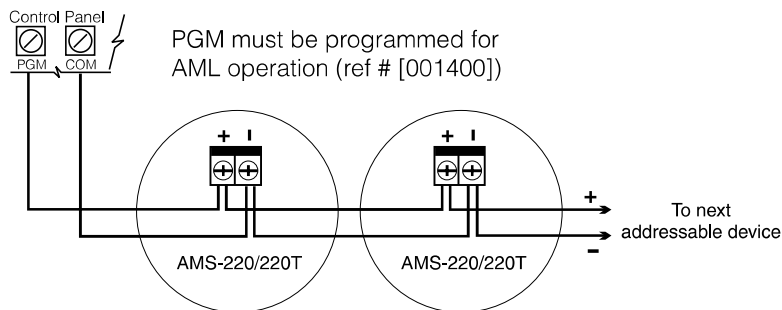 Control Panel
PGM COM
PGM must be programmed for
AML operation (ref # [001400])
+ –
+ –
+
To next
addressable device
–
AMS-220/220T
AMS-220/220T